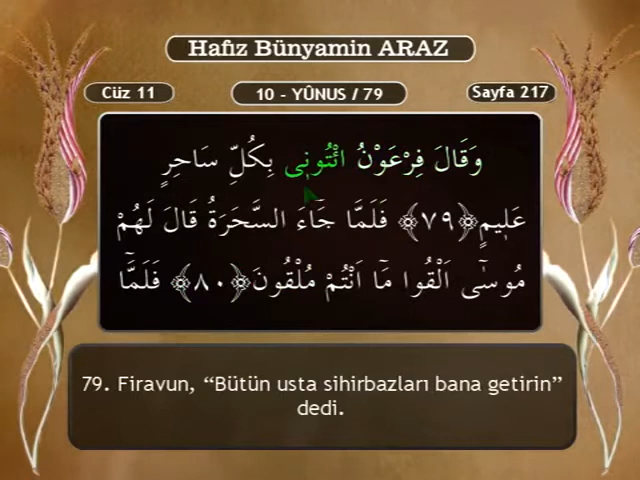 Hafız Bünyamin ARAZ
Cüz 11
10 - YÛNUS / 79
Sayfa 217
وَقَالَ فِرْعَوْنُ ائْتُونٖى بِكُلِّ سَاحِرٍ
عَلٖيمٍ ﴿٧٩﴾ فَلَمَّا جَٓاءَ السَّحَرَةُ قَالَ لَهُمْ
مُوسٰٓى اَلْقُوا مَٓا اَنْتُمْ مُلْقُونَ ﴿٨٠﴾ فَلَمَّٓا
79. Firavun, “Bütün usta sihirbazları bana getirin”
dedi.